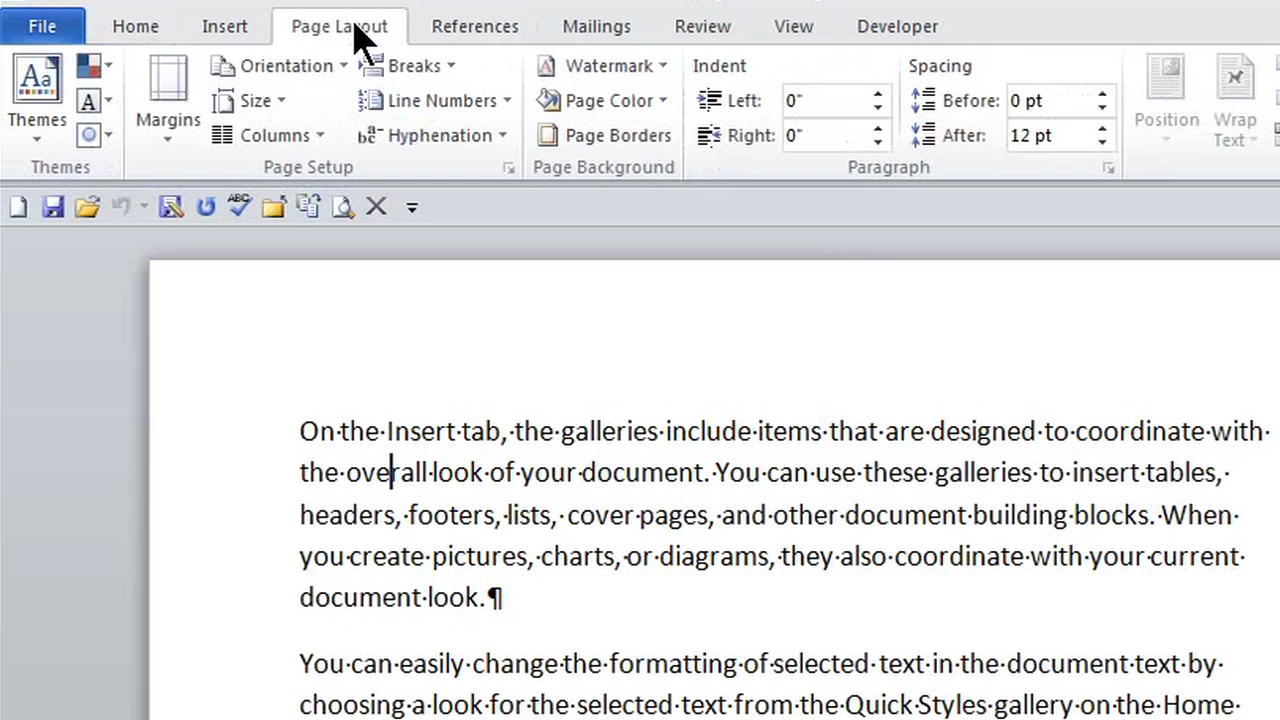 File Home Insert Page Layout References Mailings Review View Developer
Orientation Breaks Watermark Indent Spacing
Size Line Numbers Page Color Left: 0" Before: 0 pt
Themes Margins Columns Hyphenation Page Borders Right: 0" After: 12 pt Position Wrap Text
Themes Page Setup Page Background Paragraph
On·the·Insert·tab,·the·galleries·include·items·that·are·designed·to·coordinate·with·
the·overall·look·of·your·document.·You·can·use·these·galleries·to·insert·tables,·
headers,·footers,·lists,·cover·pages,·and·other·document·building·blocks.·When·
you·create·pictures,·charts,·or·diagrams,·they·also·coordinate·with·your·current·
document·look.¶
You·can·easily·change·the·formatting·of·selected·text·in·the·document·text·by·
choosing·a·look·for·the·selected·text·from·the·Quick·Styles·gallery·on·the·Home·